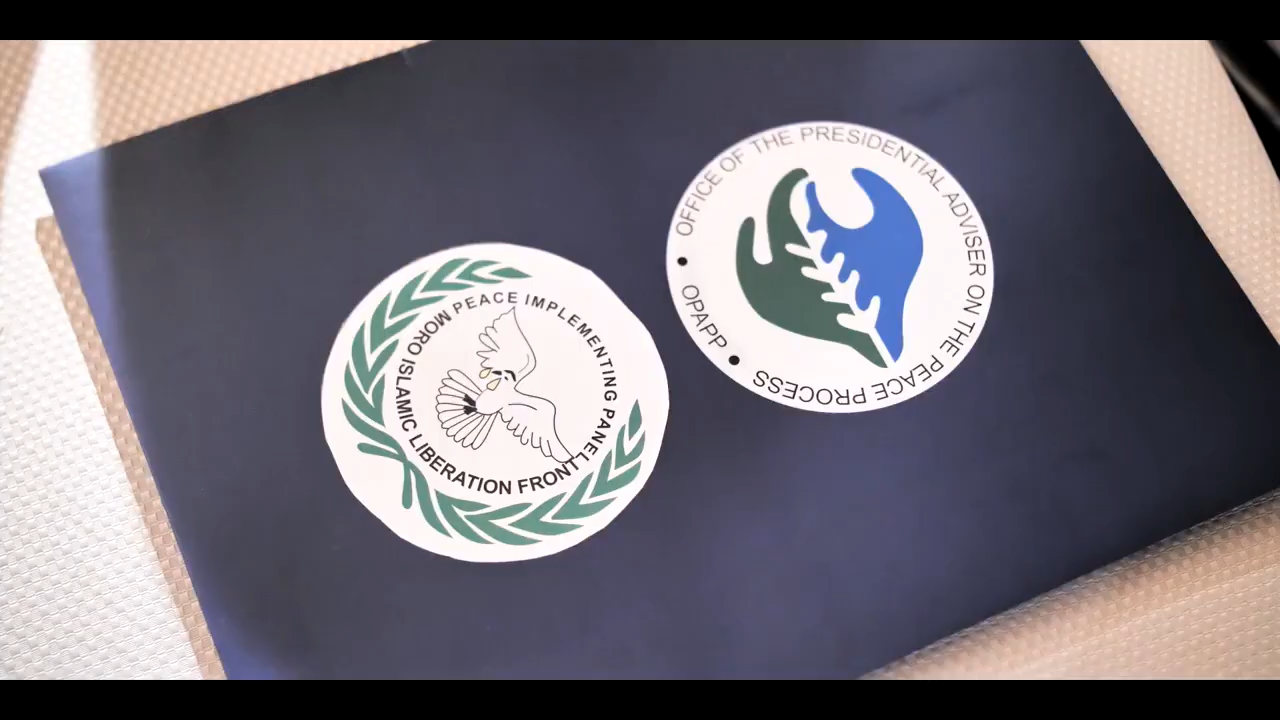 MORO ISLAMIC LIBERATION FRONT
PEACE IMPLEMENTING PANEL
OFFICE OF THE PRESIDENTIAL ADVISER ON THE PEACE PROCESS
• OPAPP •